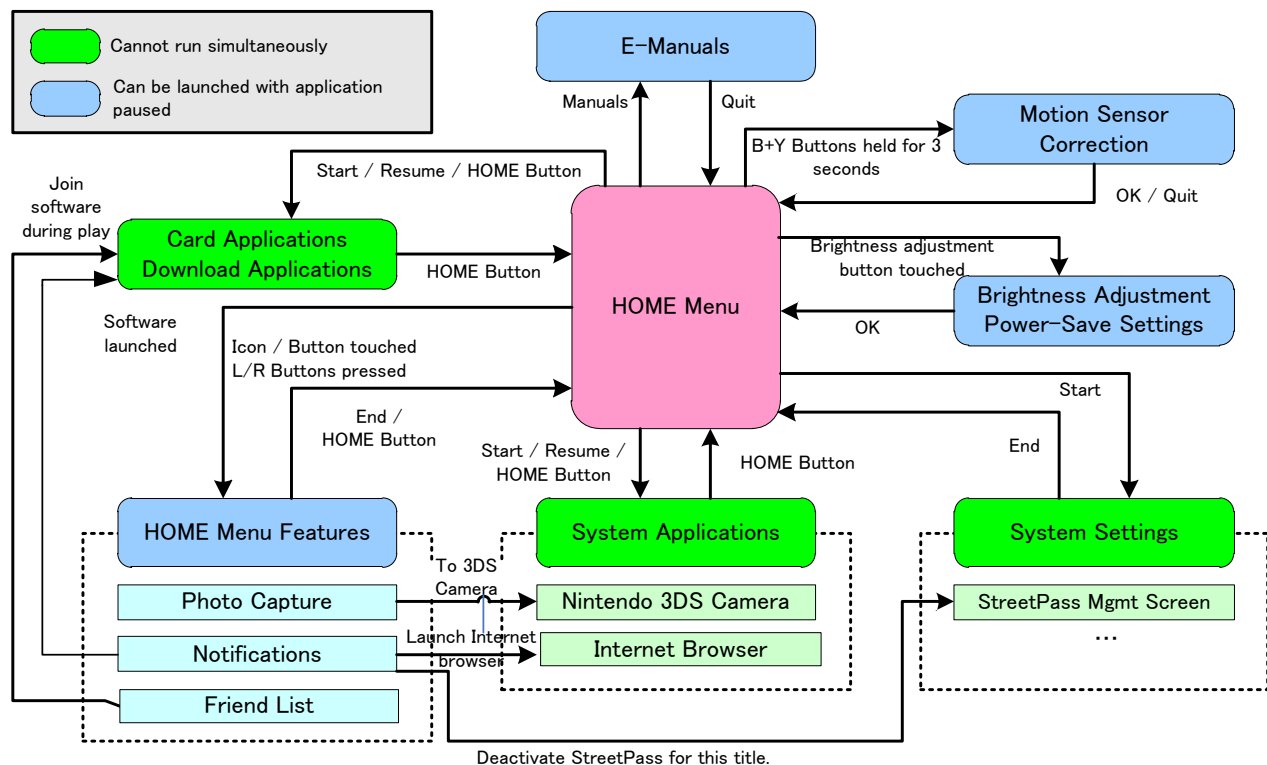 Cannot run simultaneously
Can be launched with application
paused
E-Manuals
Manuals
Quit
Motion Sensor
Correction
B+Y Buttons held for 3
seconds
OK / Quit
Start / Resume / HOME Button
Join
software
during play
Card Applications
Download Applications
HOME Button
HOME Menu
Brightness adjustment
button touched
Brightness Adjustment
Power-Save Settings
OK
Software
launched
Icon / Button touched
L/R Buttons pressed
End /
HOME Button
Start / Resume /
HOME Button
HOME Button
Start
End
HOME Menu Features
System Applications
System Settings
To 3DS
Camera
Photo Capture
Nintendo 3DS Camera
StreetPass Mgmt Screen
...
Notifications
Launch Internet
browser
Internet Browser
Friend List
Deactivate StreetPass for this title.